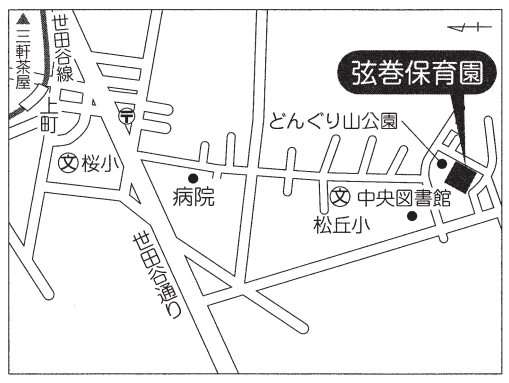 ▲三軒茶屋
世田谷線
上町
弦巻保育園
どんぐり山公園
〒
文 桜小
病院
文 中央図書館
松丘小
世田谷通り